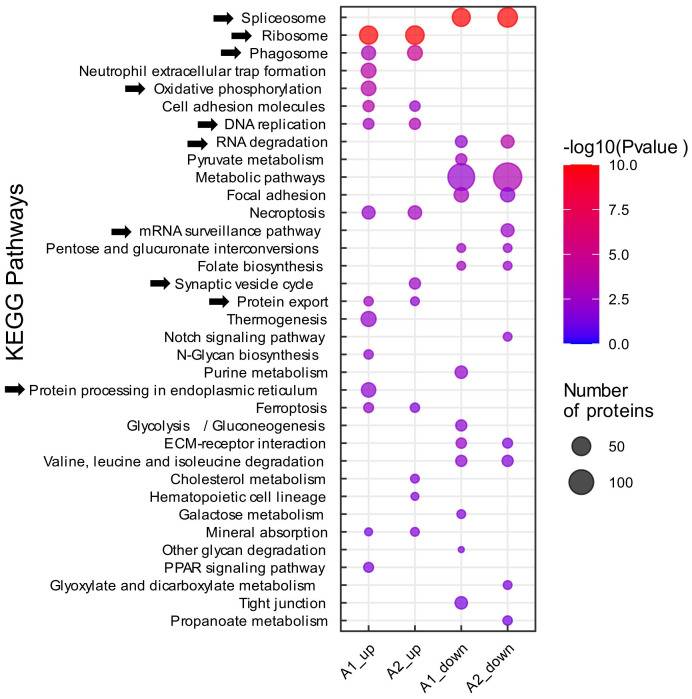 KEGG Pathways
Spliceosome
Ribosome
Phagosome
Neutrophil extracellular trap formation
Oxidative phosphorylation
Cell adhesion molecules
DNA replication
RNA degradation
Pyruvate metabolism
Metabolic pathways
Focal adhesion
Necroptosis
mRNA surveillance pathway
Pentose and glucuronate interconversions
Folate biosynthesis
Synaptic vesicle cycle
Protein export
Thermogenesis
Notch signaling pathway
N-Glycan biosynthesis
Purine metabolism
Protein processing in endoplasmic reticulum
Ferroptosis
Glycolysis / Gluconeogenesis
ECM-receptor interaction
Valine, leucine and isoleucine degradation
Cholesterol metabolism
Hematopoietic cell lineage
Galactose metabolism
Mineral absorption
Other glycan degradation
PPAR signaling pathway
Glyoxylate and dicarboxylate metabolism
Tight junction
Propanoate metabolism
A1_up
A2_up
A1_down
A2_down
-log10(Pvalue )
10.0
7.5
5.0
2.5
0.0
Number
of proteins
50
100